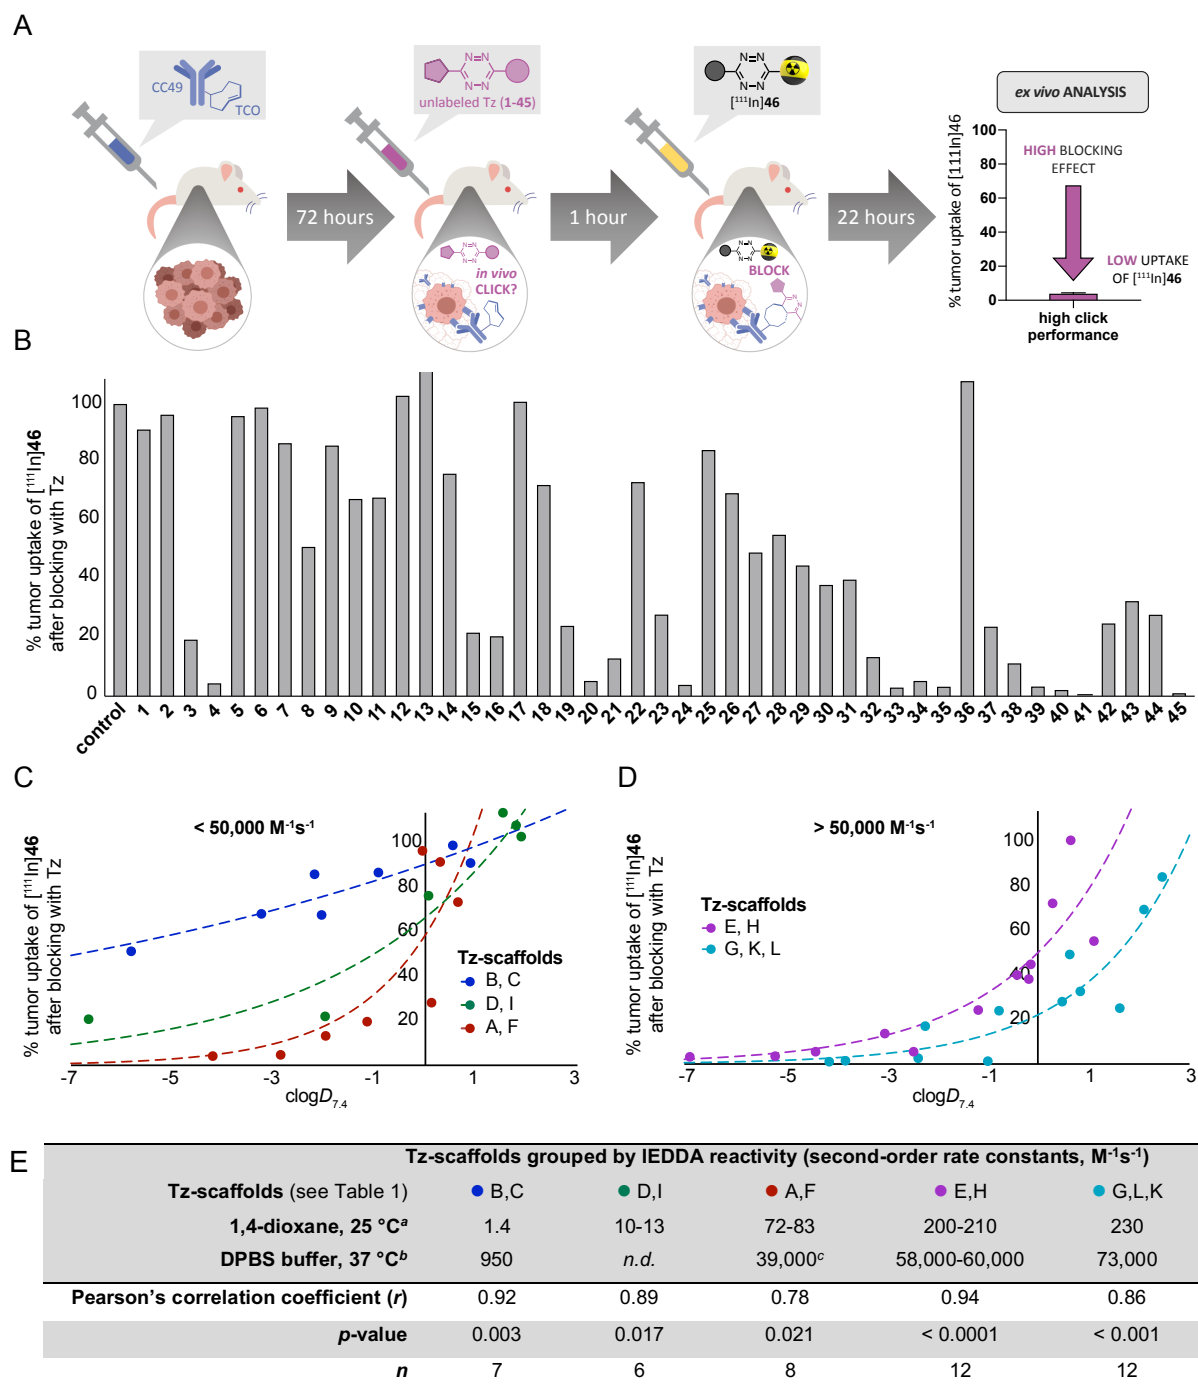 A
CC49
TCO
N=N
N=N
unlabeled Tz (1-45)
N=N
N=N
[¹¹¹In]46
ex vivo ANALYSIS
72 hours
1 hour
22 hours
in vivo
CLICK?
BLOCK
% tumor uptake of [111In]46
100
80
60
40
20
0
HIGH BLOCKING
EFFECT
LOW UPTAKE
OF [¹¹¹In]46
high click
performance
B
% tumor uptake of [¹¹¹In]46
after blocking with Tz
100
80
60
40
20
0
control 1 2 3 4 5 6 7 8 9 10 11 12 13 14 15 16 17 18 19 20 21 22 23 24 25 26 27 28 29 30 31 32 33 34 35 36 37 38 39 40 41 42 43 44 45
C
< 50,000 M⁻¹s⁻¹
% tumor uptake of [¹¹¹In]46
after blocking with Tz
100
80
60
40
20
Tz-scaffolds
B, C
D, I
A, F
-7 -5 -3 -1 1 3
clogD7.4
D
> 50,000 M⁻¹s⁻¹
% tumor uptake of [¹¹¹In]46
after blocking with Tz
100
80
60
40
20
Tz-scaffolds
E, H
G, K, L
-7 -5 -3 -1 1 3
clogD7.4
E
Tz-scaffolds grouped by IEDDA reactivity (second-order rate constants, M⁻¹s⁻¹)
Tz-scaffolds (see Table 1) B,C D,I A,F E,H G,L,K
1,4-dioxane, 25 °Cᵃ 1.4 10-13 72-83 200-210 230
DPBS buffer, 37 °Cᵇ 950 n.d. 39,000ᶜ 58,000-60,000 73,000
Pearson's correlation coefficient (r) 0.92 0.89 0.78 0.94 0.86
p-value 0.003 0.017 0.021 < 0.0001 < 0.001
n 7 6 8 12 12